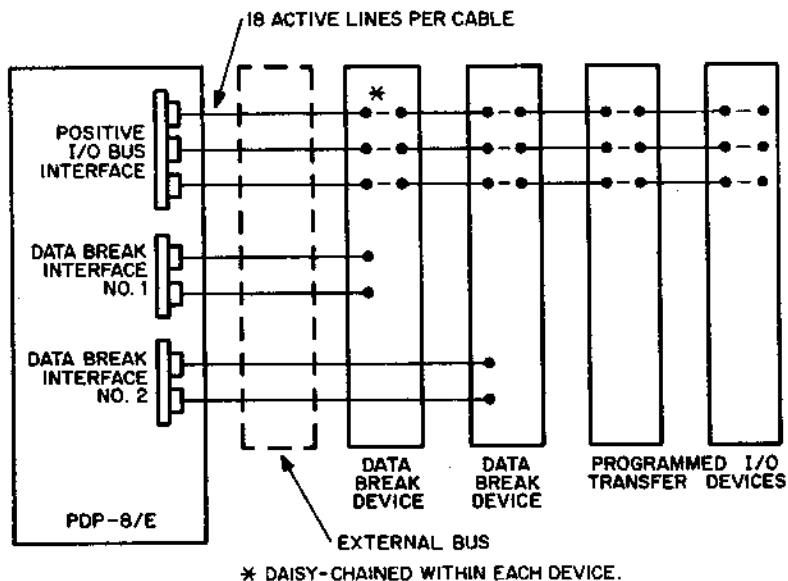 18 ACTIVE LINES PER CABLE
*
POSITIVE
I/O BUS
INTERFACE
DATA BREAK
INTERFACE
NO. 1
DATA BREAK
INTERFACE
NO. 2
PDP-8/E
DATA
BREAK
DEVICE
DATA
BREAK
DEVICE
PROGRAMMED I/O
TRANSFER DEVICES
EXTERNAL BUS
* DAISY-CHAINED WITHIN EACH DEVICE.